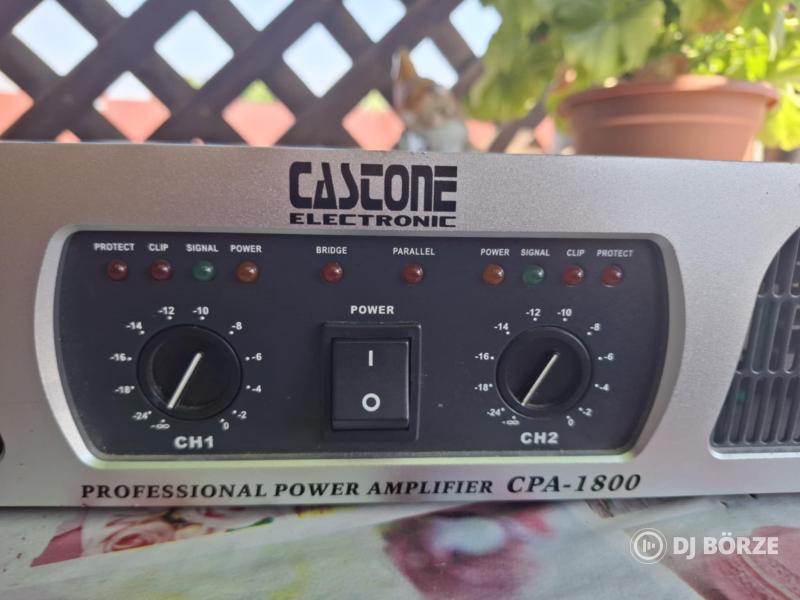 CASTONE
ELECTRONIC
PROTECT CLIP SIGNAL POWER BRIDGE PARALLEL POWER SIGNAL CLIP PROTECT
POWER
-12 -10
-14 -8
-16 -6
-18 -4
-24 -2
-∞ 0
CH1
I
O
-12 -10
-14 -8
-16 -6
-18 -4
-24 -2
-∞ 0
CH2
PROFESSIONAL POWER AMPLIFIER CPA-1800
DJ BÖRZE